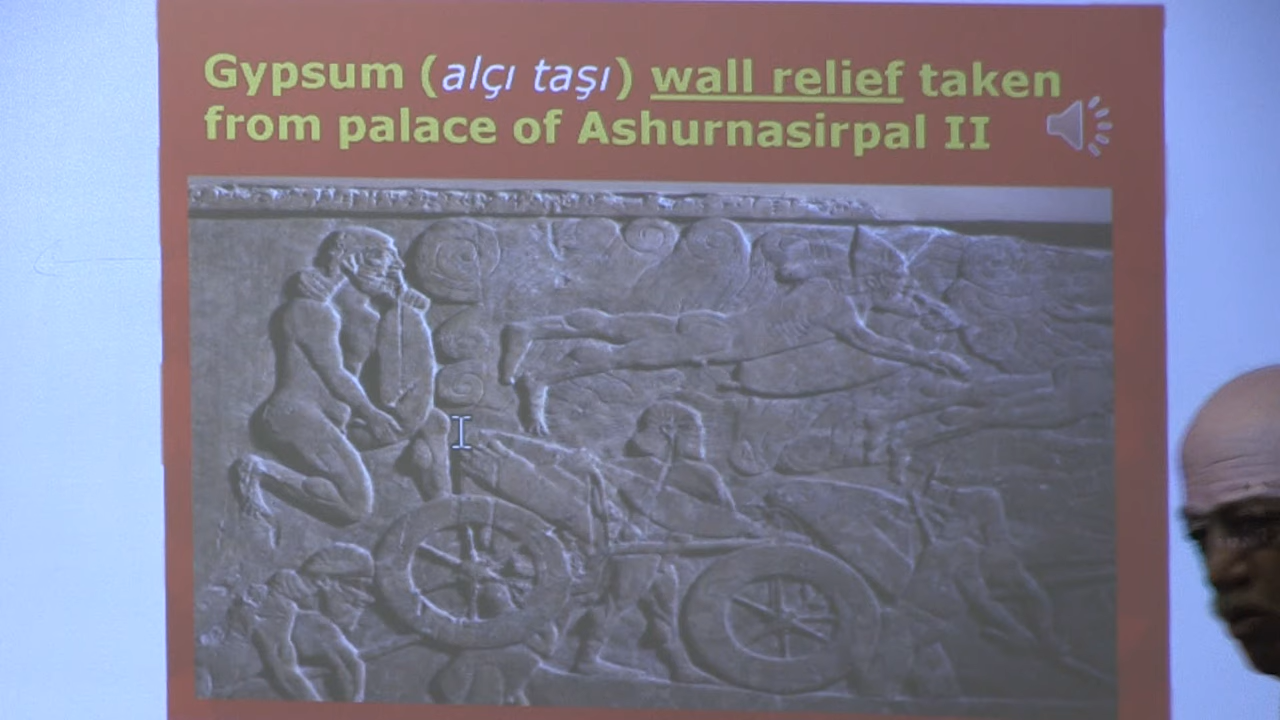 Gypsum (alçı taşı) wall relief taken
from palace of Ashurnasirpal II